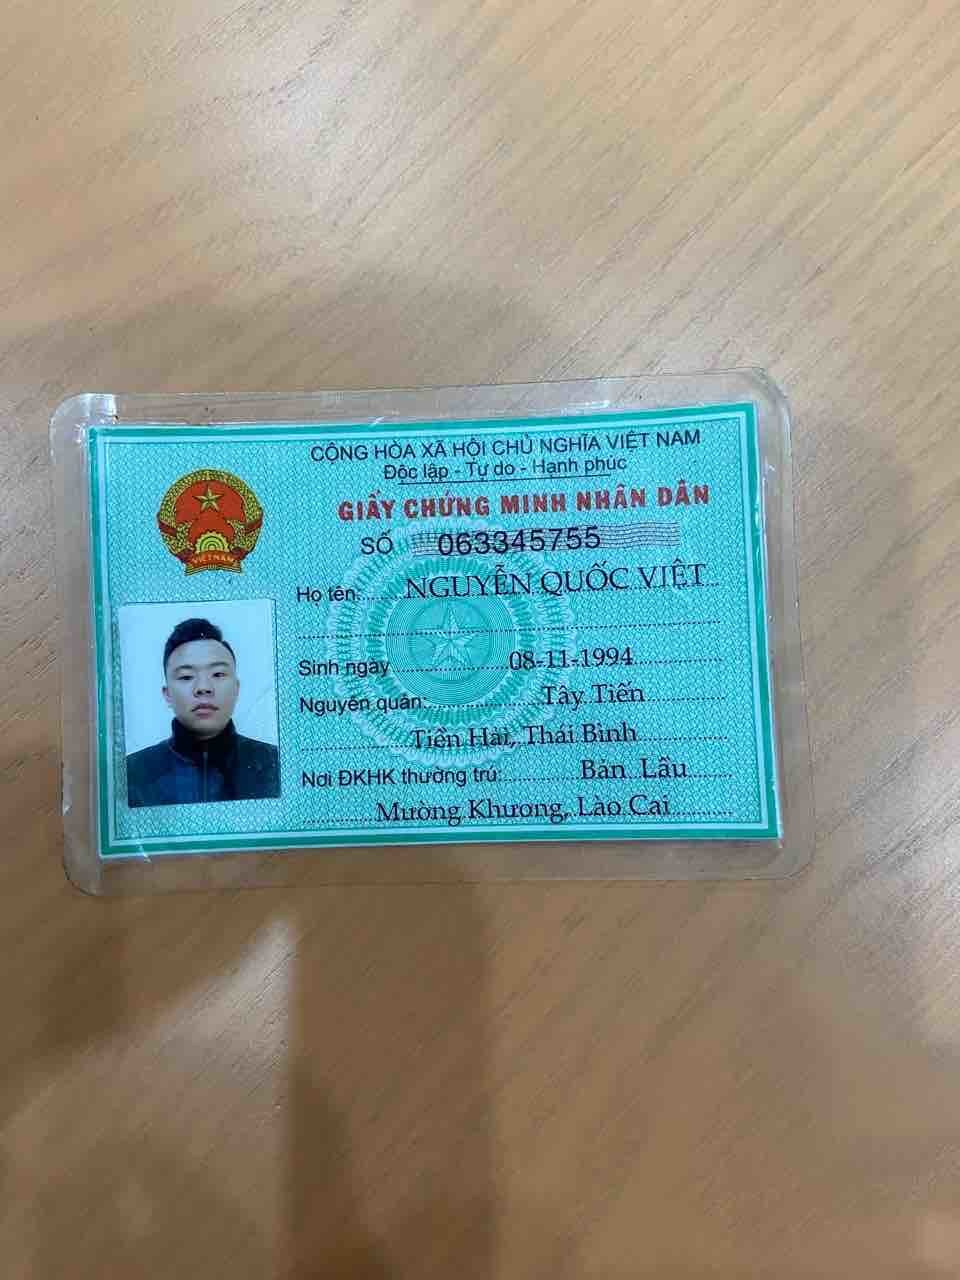 CỘNG HÒA XÃ HỘI CHỦ NGHĨA VIỆT NAM
Độc lập - Tự do - Hạnh phúc
GIẤY CHỨNG MINH NHÂN DÂN
SỐ 063345755
Họ tên: NGUYỄN QUỐC VIỆT
Sinh ngày 08-11-1994
Nguyên quán: Tây Tiến
Tiền Hải, Thái Bình
Nơi ĐKHK thường trú: Bản Lầu
Mường Khương, Lào Cai
VIỆT NAM